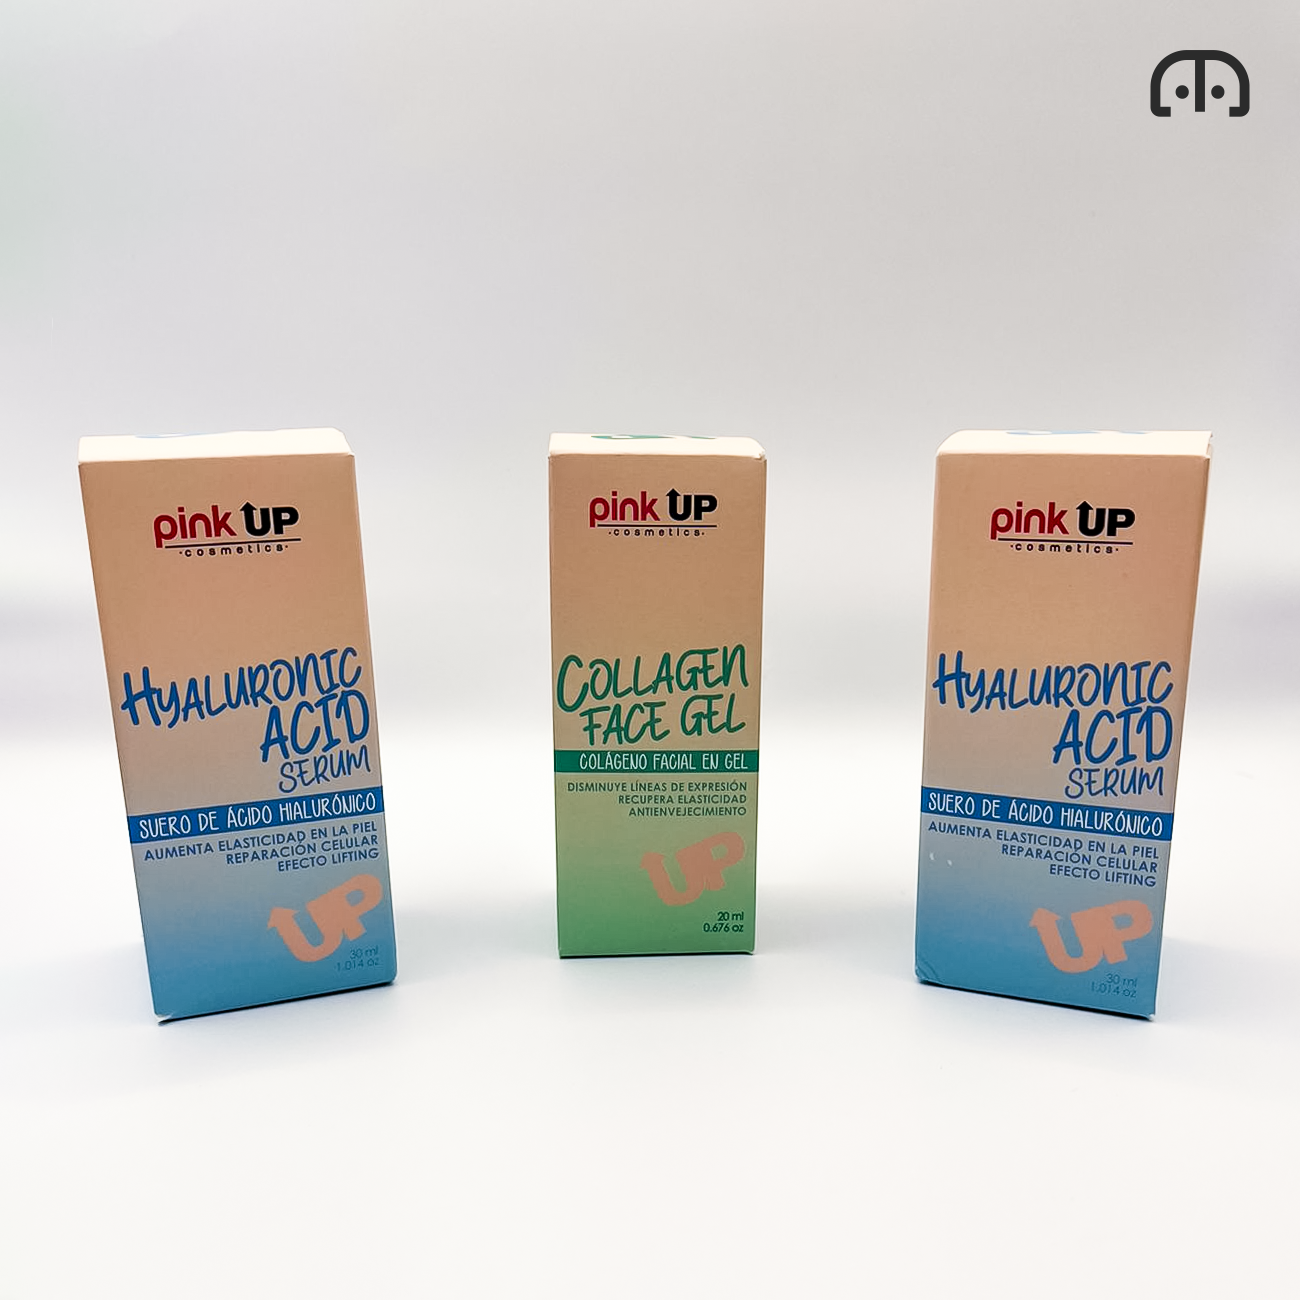 pink UP
·cosmetics·
HYALURONIC
ACID
SERUM
SUERO DE ÁCIDO HIALURÓNICO
AUMENTA ELASTICIDAD EN LA PIEL
REPARACIÓN CELULAR
EFECTO LIFTING
UP
30 ml
1.014 oz
pink UP
·cosmetics·
COLLAGEN
FACE GEL
COLÁGENO FACIAL EN GEL
DISMINUYE LÍNEAS DE EXPRESIÓN
RECUPERA ELASTICIDAD
ANTIENVEJECIMIENTO
UP
20 ml
0.676 oz
pink UP
·cosmetics·
HYALURONIC
ACID
SERUM
SUERO DE ÁCIDO HIALURÓNICO
AUMENTA ELASTICIDAD EN LA PIEL
REPARACIÓN CELULAR
EFECTO LIFTING
UP
30 ml
1.014 oz